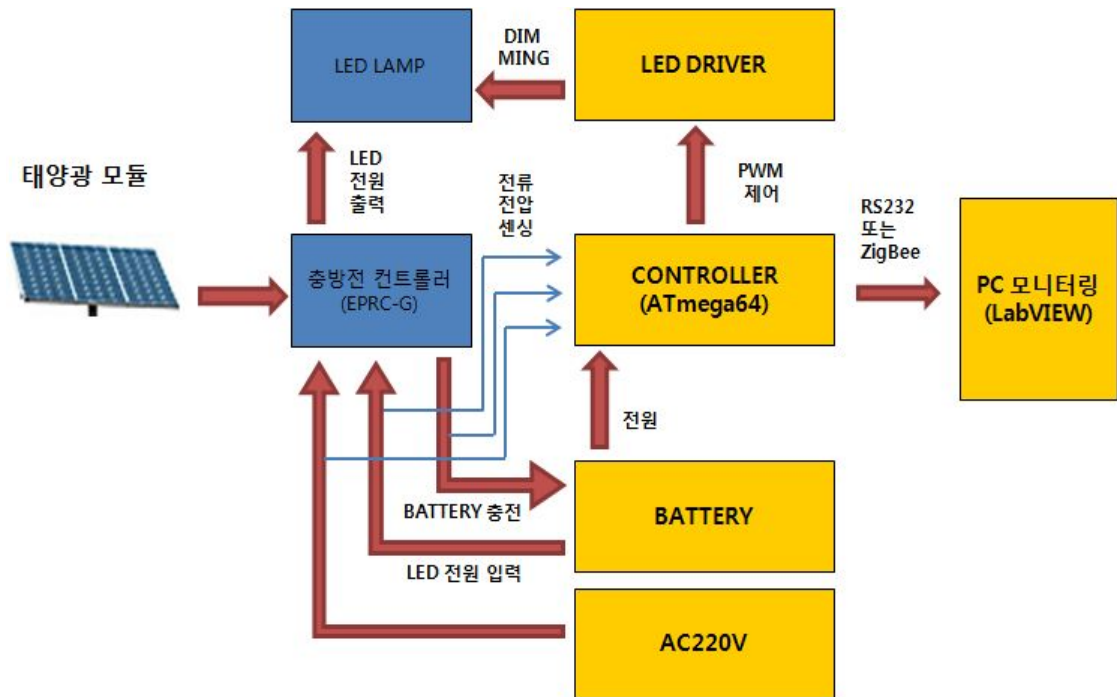 LED LAMP
DIM
MING
LED DRIVER
태양광 모듈
LED
전원
출력
전류
전압
센싱
PWM
제어
RS232
또는
ZigBee
충방전 컨트롤러
(EPRC-G)
CONTROLLER
(ATmega64)
PC 모니터링
(LabVIEW)
전원
BATTERY 충전
BATTERY
LED 전원 입력
AC220V